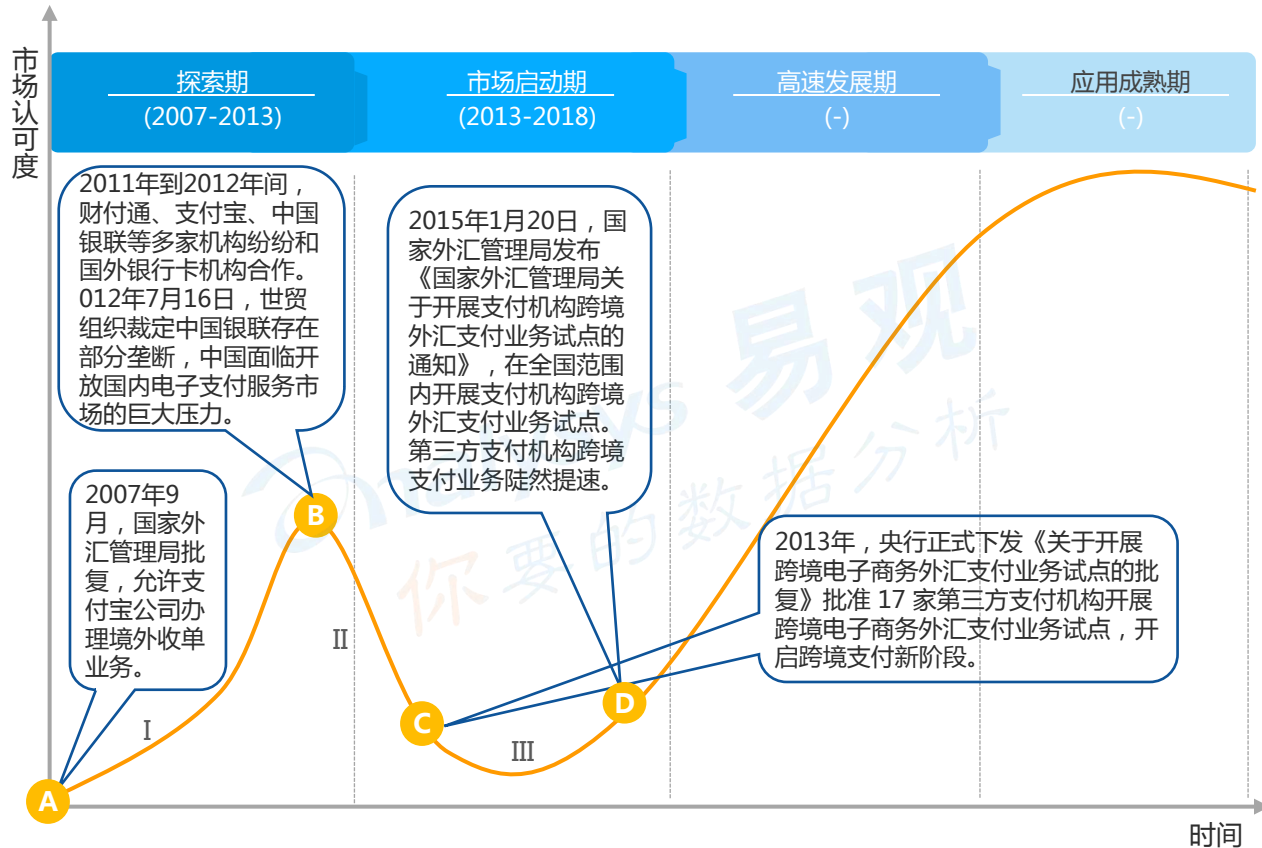 市场认可度
探索期
(2007-2013)
市场启动期
(2013-2018)
高速发展期
(-)
应用成熟期
(-)
2011年到2012年间，
财付通、支付宝、中国
银联等多家机构纷纷和
国外银行卡机构合作。
012年7月16日，世贸
组织裁定中国银联存在
部分垄断，中国面临开
放国内电子支付服务市
场的巨大压力。
2015年1月20日，国
家外汇管理局发布
《国家外汇管理局关
于开展支付机构跨境
外汇支付业务试点的
通知》，在全国范围
内开展支付机构跨境
外汇支付业务试点。
第三方支付机构跨境
支付业务陡然提速。
2007年9
月，国家外
汇管理局批
复，允许支
付宝公司办
理境外收单
业务。
2013年，央行正式下发《关于开展
跨境电子商务外汇支付业务试点的批
复》批准 17 家第三方支付机构开展
跨境电子商务外汇支付业务试点，开
启跨境支付新阶段。
A
B
C
D
Ⅰ
Ⅱ
Ⅲ
时间
nalysys 易观
你要的数据分析